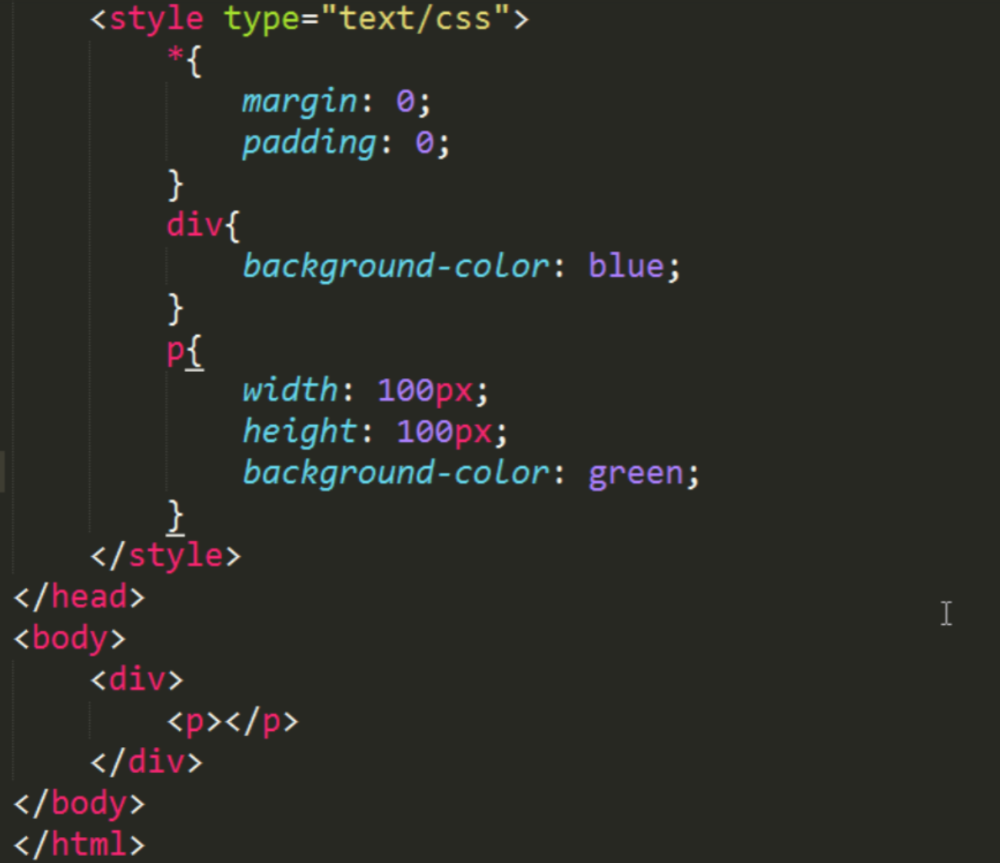 <style type="text/css">
*{
margin: 0;
padding: 0;
}
div{
background-color: blue;
}
p{
width: 100px;
height: 100px;
background-color: green;
}
</style>
</head>
<body>
<div>
<p></p>
</div>
</body>
</html>